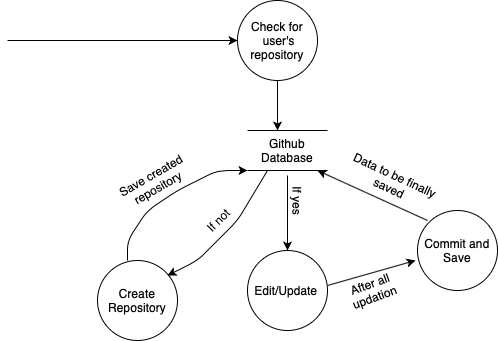 Check for
user's
repository
Github
Database
Save created
repository
If not
If yes
Data to be finally
saved
Commit and
Save
Edit/Update
After all
updation
Create
Repository